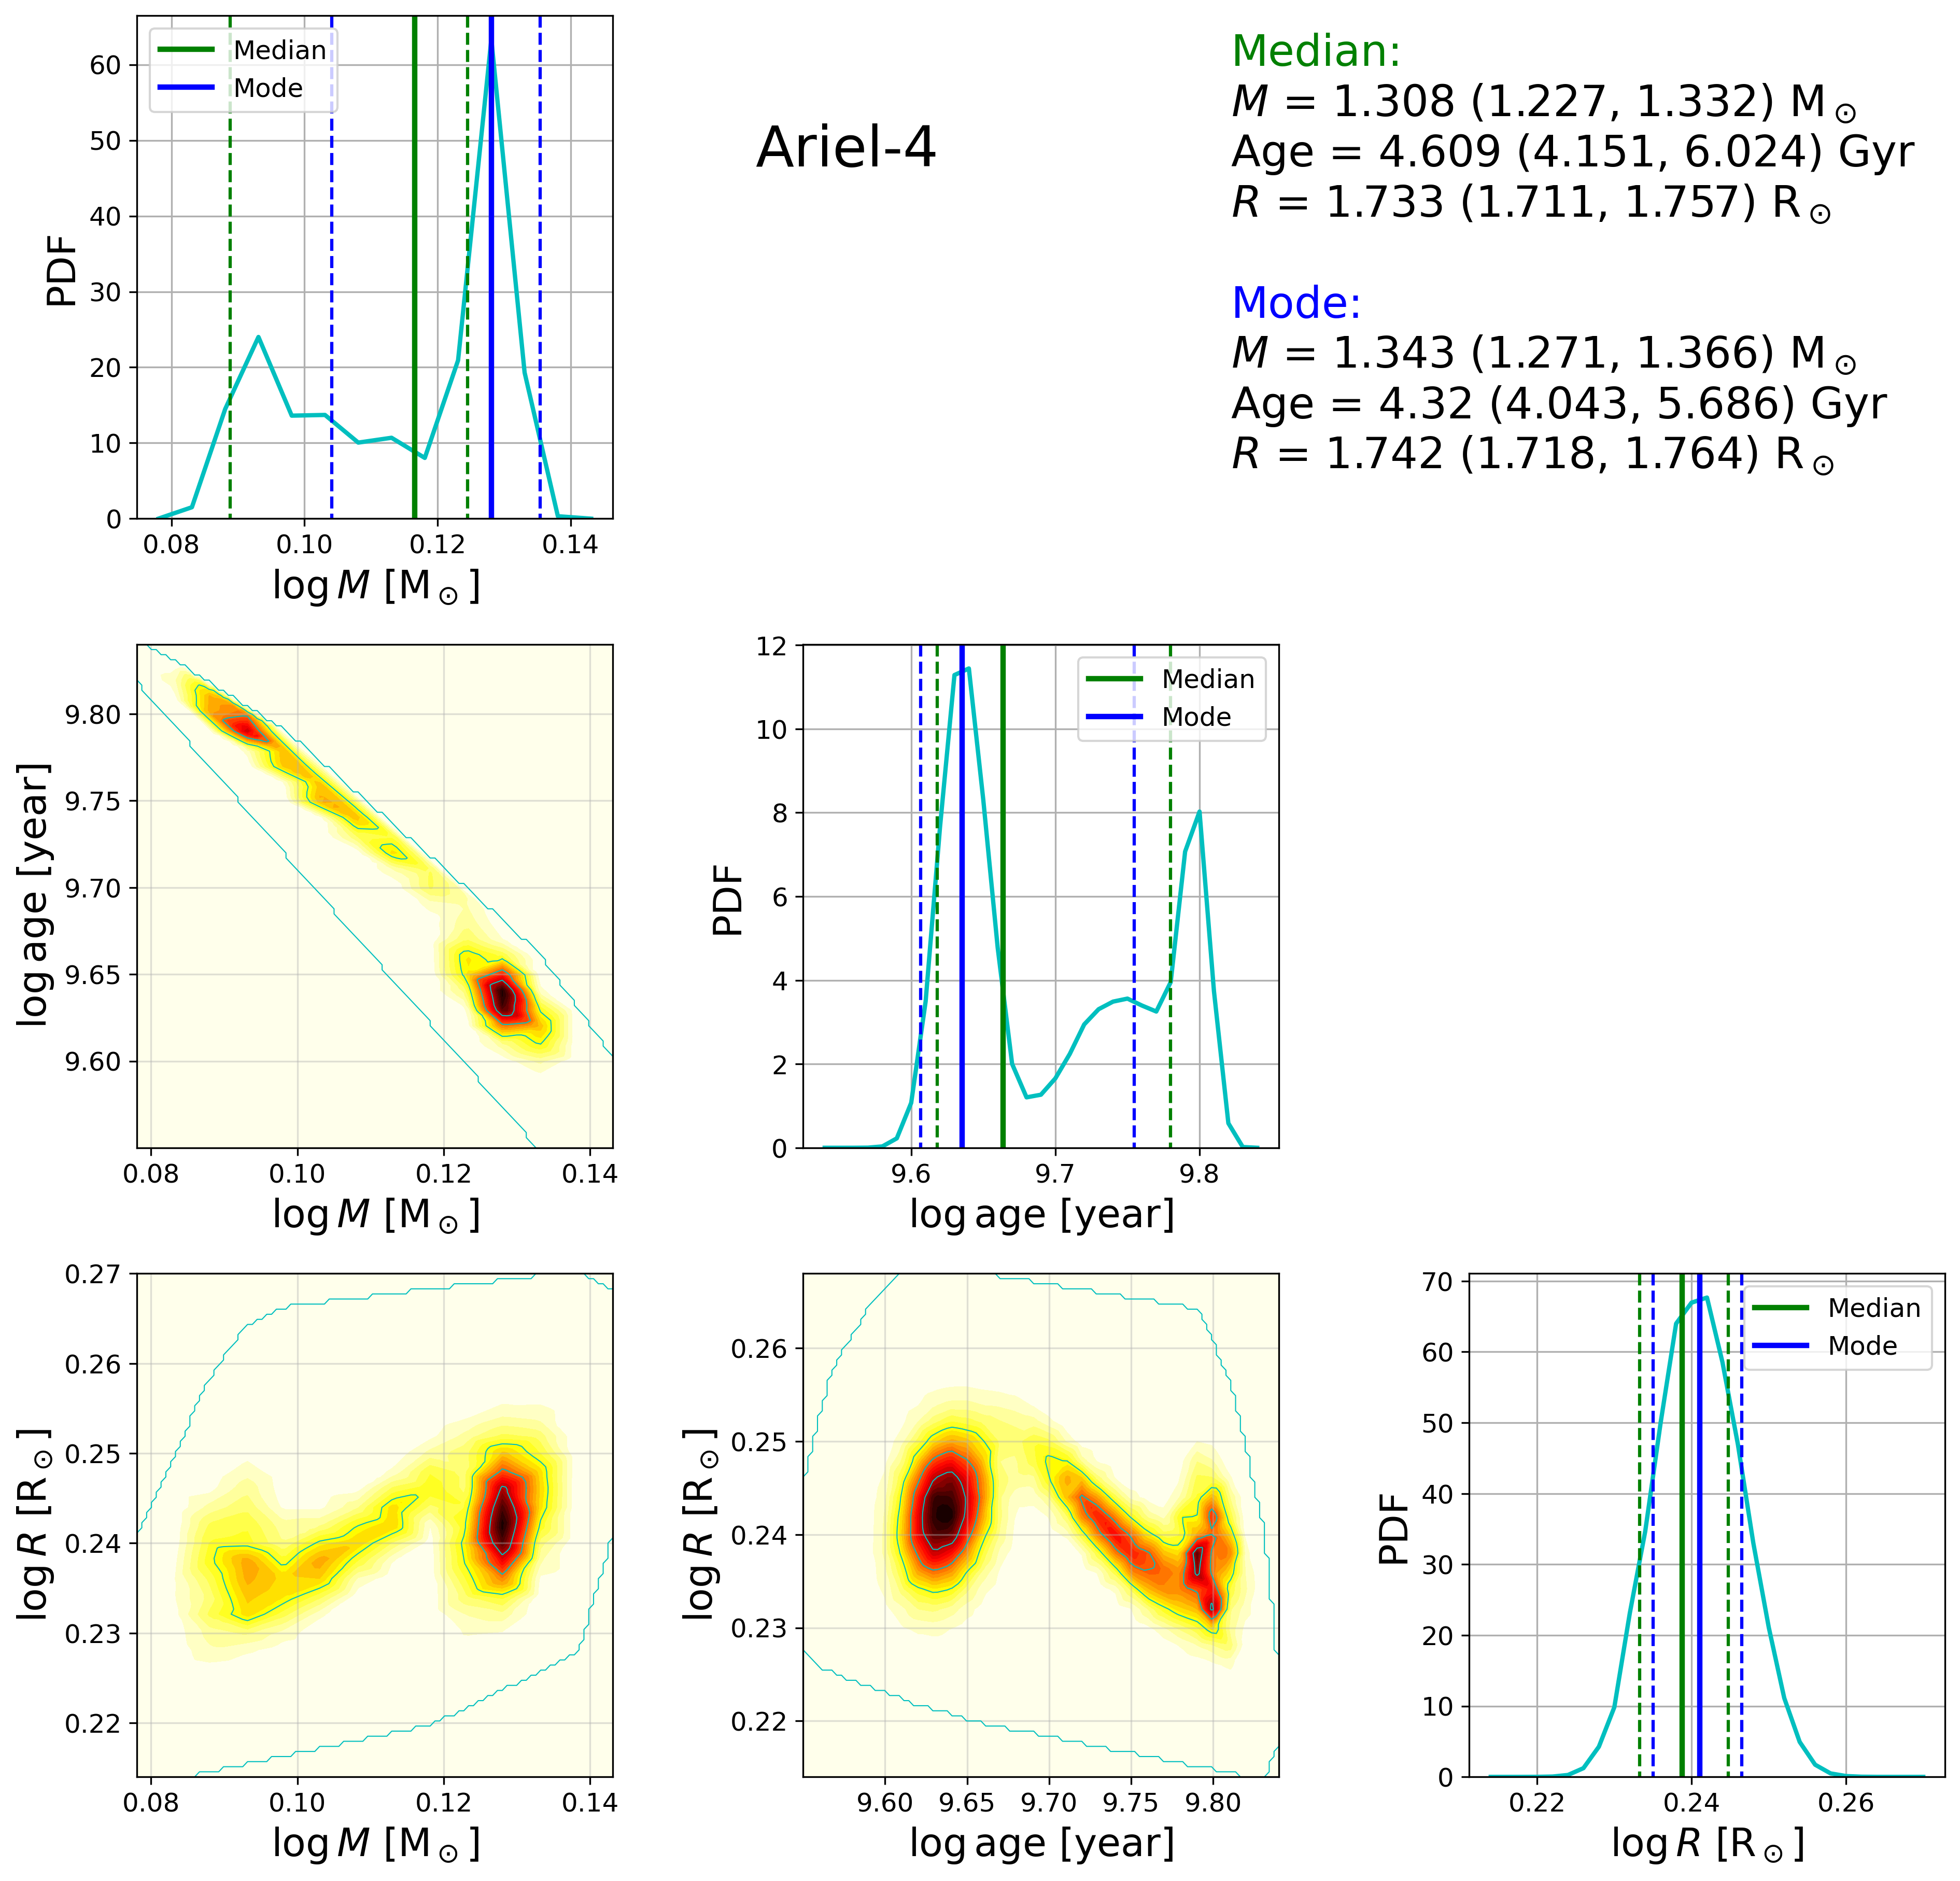 Median
Mode
60
50
40
30
20
10
0
PDF
0.08 0.10 0.12 0.14
log M [M⊙]
Ariel-4
Median:
M = 1.308 (1.227, 1.332) M⊙
Age = 4.609 (4.151, 6.024) Gyr
R = 1.733 (1.711, 1.757) R⊙
Mode:
M = 1.343 (1.271, 1.366) M⊙
Age = 4.32 (4.043, 5.686) Gyr
R = 1.742 (1.718, 1.764) R⊙
9.80
9.75
9.70
9.65
9.60
log age [year]
0.08 0.10 0.12 0.14
log M [M⊙]
Median
Mode
12
10
8
6
4
2
0
PDF
9.6 9.7 9.8
log age [year]
0.27
0.26
0.25
0.24
0.23
0.22
log R [R⊙]
0.08 0.10 0.12 0.14
log M [M⊙]
0.26
0.25
0.24
0.23
0.22
log R [R⊙]
9.60 9.65 9.70 9.75 9.80
log age [year]
Median
Mode
70
60
50
40
30
20
10
0
PDF
0.22 0.24 0.26
log R [R⊙]